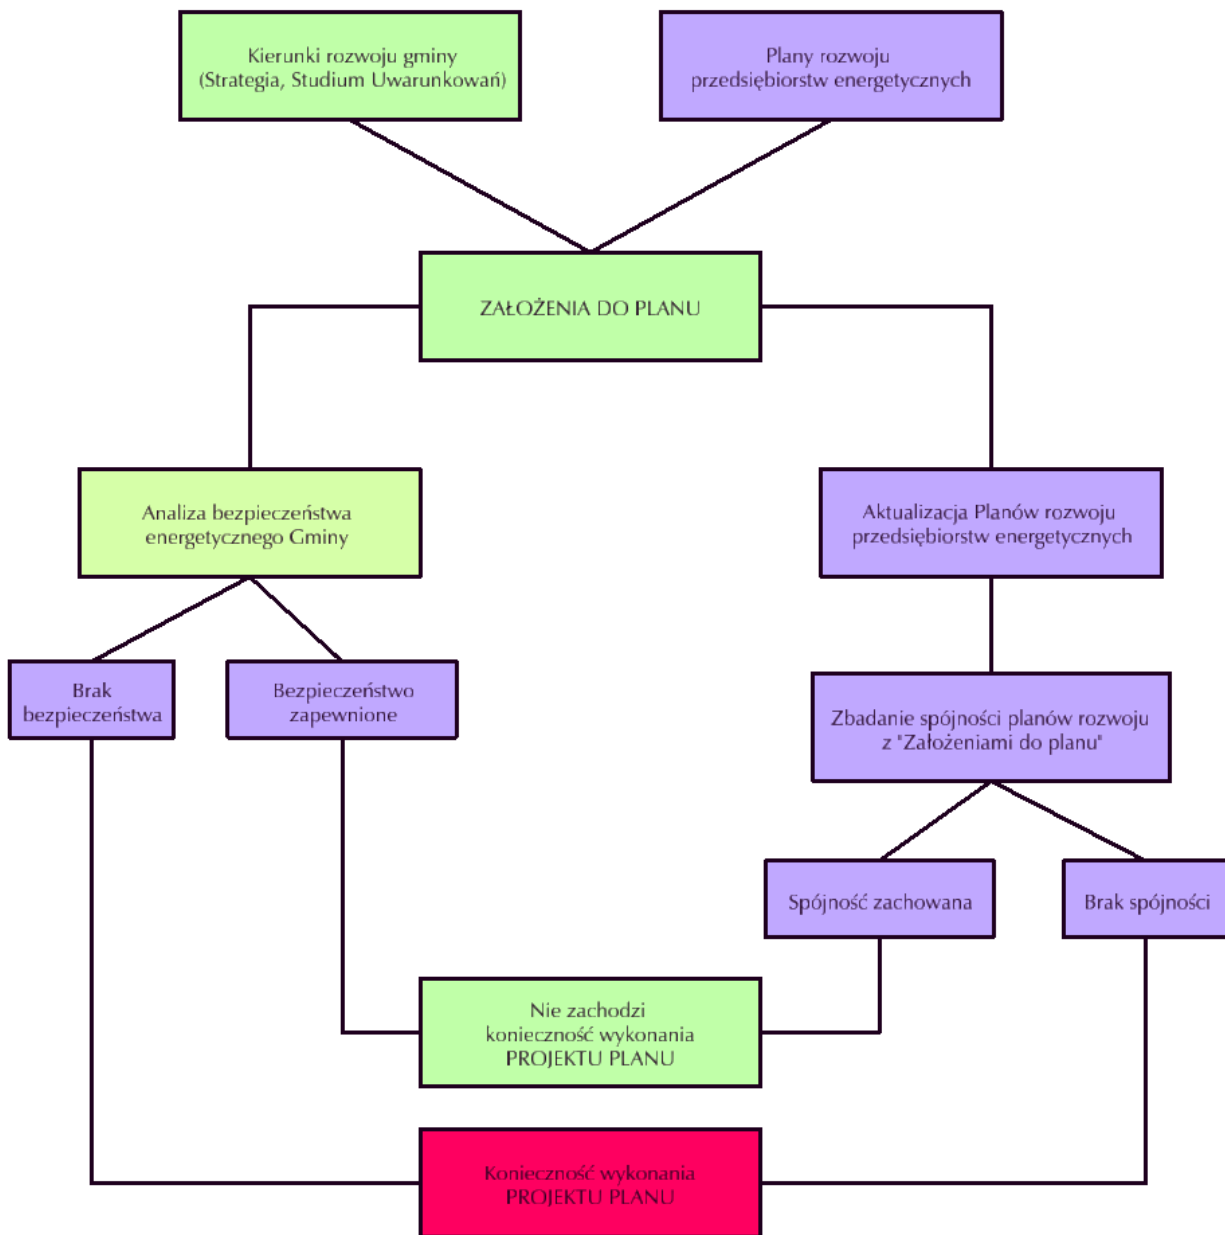 Kierunki rozwoju gminy
(Strategia, Studium Uwarunkowań)
Plany rozwoju
przedsiębiorstw energetycznych
ZAŁOŻENIA DO PLANU
Analiza bezpieczeństwa
energetycznego Gminy
Aktualizacja Planów rozwoju
przedsiębiorstw energetycznych
Brak
bezpieczeństwa
Bezpieczeństwo
zapewnione
Zbadanie spójności planów rozwoju
z "Założeniami do planu"
Spójność zachowana
Brak spójności
Nie zachodzi
konieczność wykonania
PROJEKTU PLANU
Konieczność wykonania
PROJEKTU PLANU